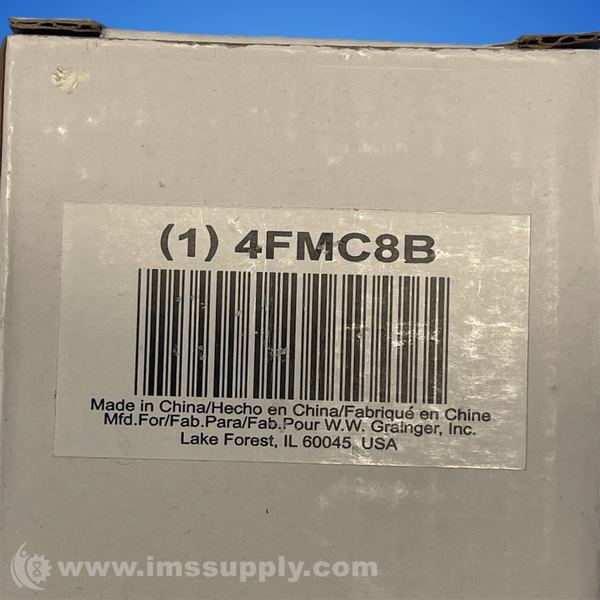 (1) 4FMC8B
Made in China/Hecho en China/Fabriqué en Chine
Mfd.For/Fab.Para/Fab.Pour W.W. Grainger, Inc.
Lake Forest, IL 60045, USA
www.imssupply.com